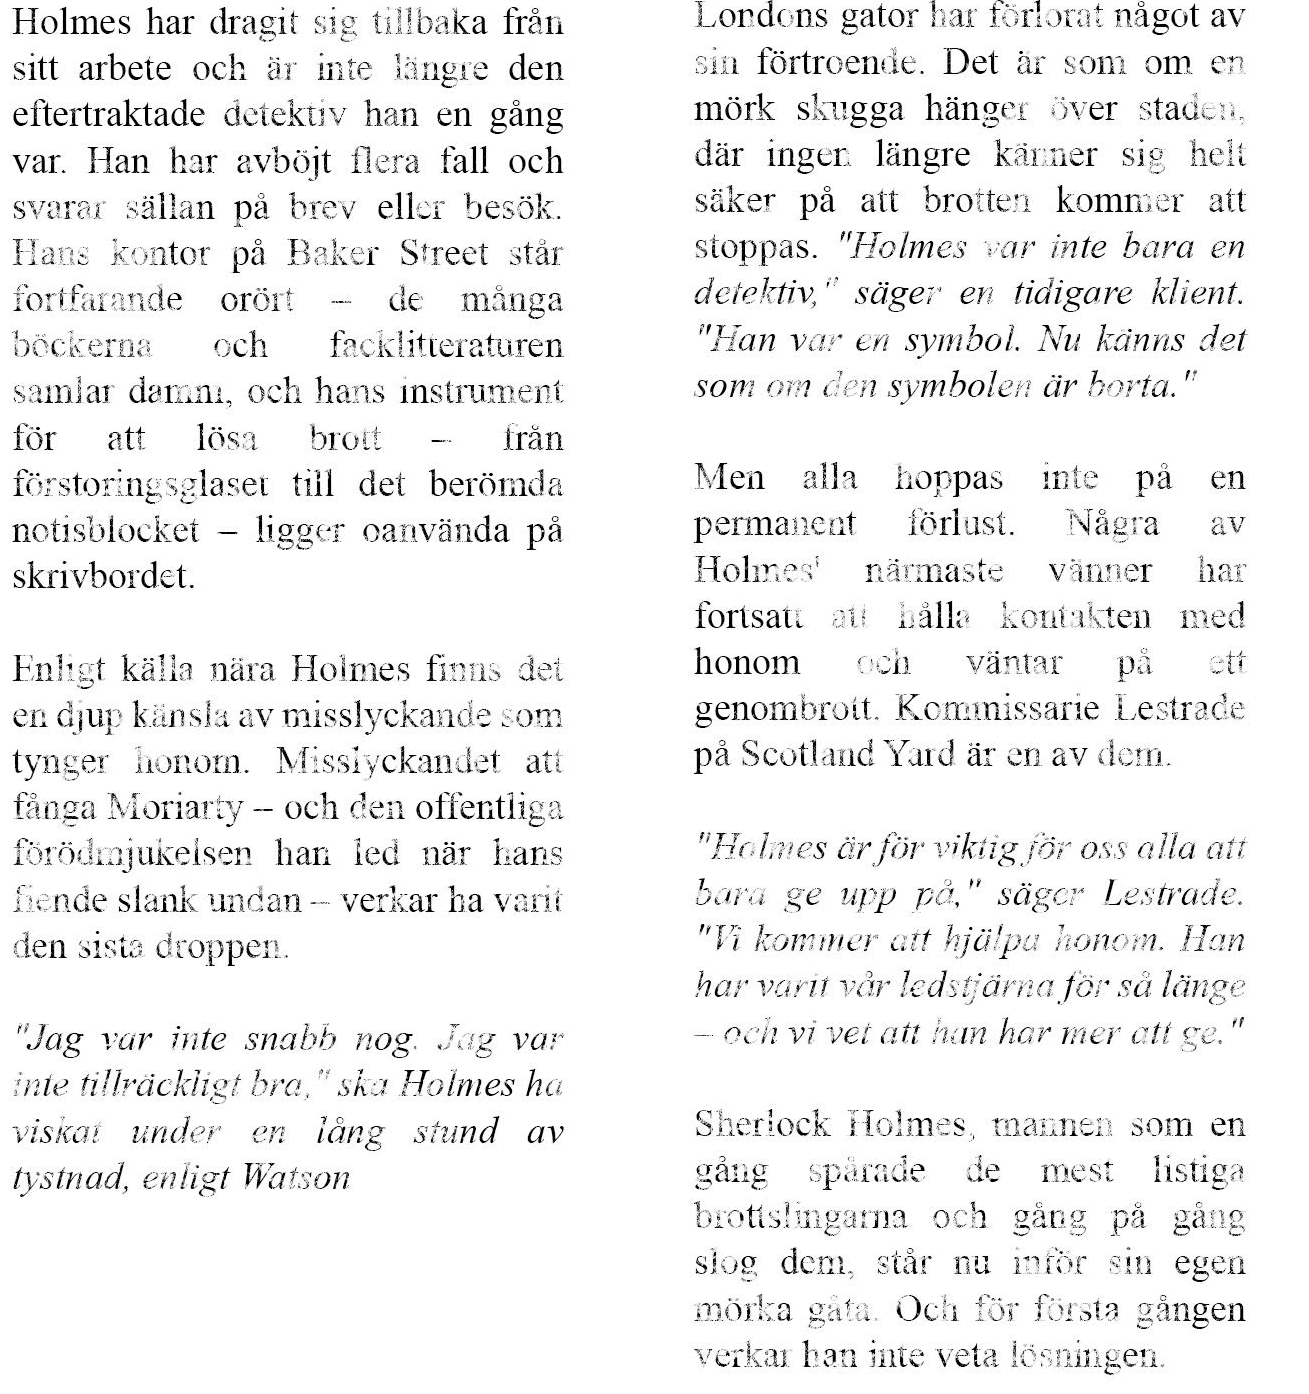 Holmes har dragit sig tillbaka från
sitt arbete och är inte längre den
eftertraktade detektiv han en gång
var. Han har avböjt flera fall och
svarar sällan på brev eller besök.
Hans kontor på Baker Street står
fortfarande orört – de många
böckerna och facklitteraturen
samlar damm, och hans instrument
för att lösa brott – från
förstoringsglaset till det berömda
notisblocket – ligger oanvända på
skrivbordet.

Enligt källa nära Holmes finns det
en djup känsla av misslyckande som
tynger honom. Misslyckandet att
fånga Moriarty – och den offentliga
förödmjukelsen han led när hans
fiende slank undan – verkar ha varit
den sista droppen.

"Jag var inte snabb nog. Jag var
inte tillräckligt bra," ska Holmes ha
viskat under en lång stund av
tystnad, enligt Watson

Londons gator har förlorat något av
sin förtroende. Det är som om en
mörk skugga hänger över staden,
där ingen längre känner sig helt
säker på att brotten kommer att
stoppas. "Holmes var inte bara en
detektiv," säger en tidigare klient.
"Han var en symbol. Nu känns det
som om den symbolen är borta."

Men alla hoppas inte på en
permanent förlust. Några av
Holmes' närmaste vänner har
fortsatt att hålla kontakten med
honom och väntar på ett
genombrott. Kommissarie Lestrade
på Scotland Yard är en av dem.

"Holmes är för viktig för oss alla att
bara ge upp på," säger Lestrade.
"Vi kommer att hjälpa honom. Han
har varit vår ledstjärna för så länge
– och vi vet att han har mer att ge."

Sherlock Holmes, mannen som en
gång spårade de mest listiga
brottslingarna och gång på gång
slog dem, står nu inför sin egen
mörka gåta. Och för första gången
verkar han inte veta lösningen.